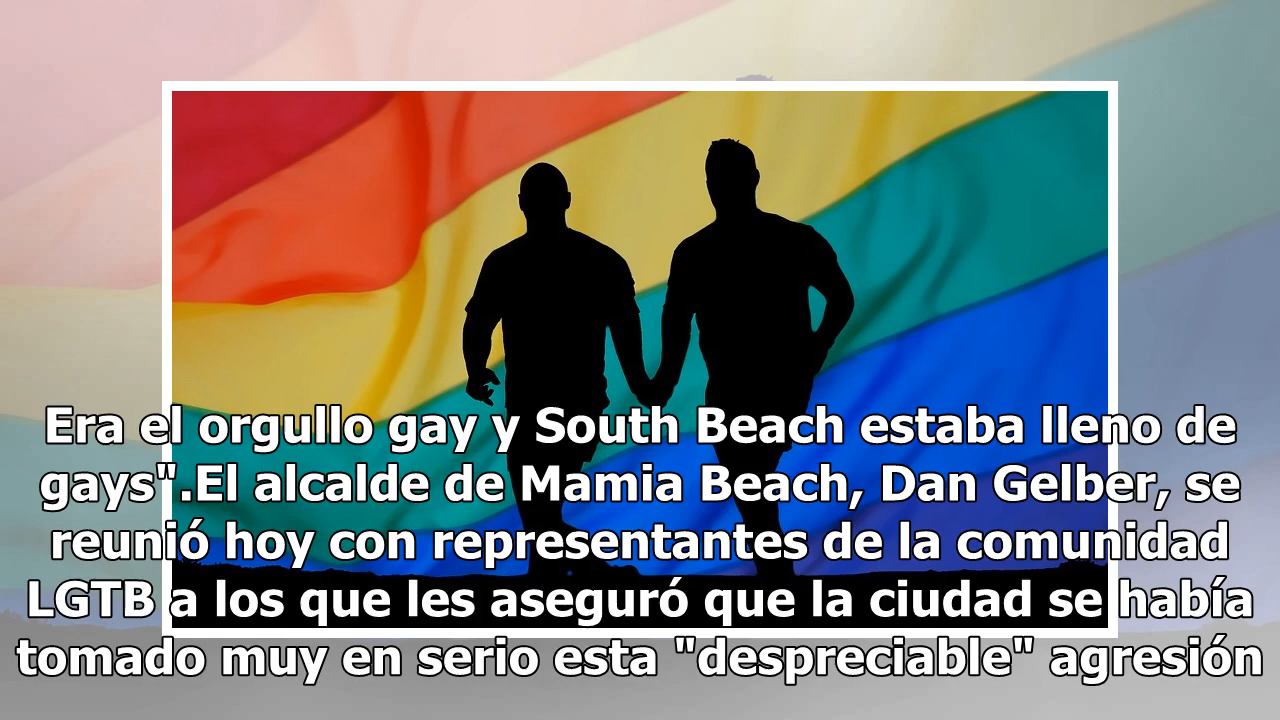 Era el orgullo gay y South Beach estaba lleno de
gays".El alcalde de Mamia Beach, Dan Gelber, se
reunió hoy con representantes de la comunidad
LGTB a los que les aseguró que la ciudad se había
tomado muy en serio esta "despreciable" agresión